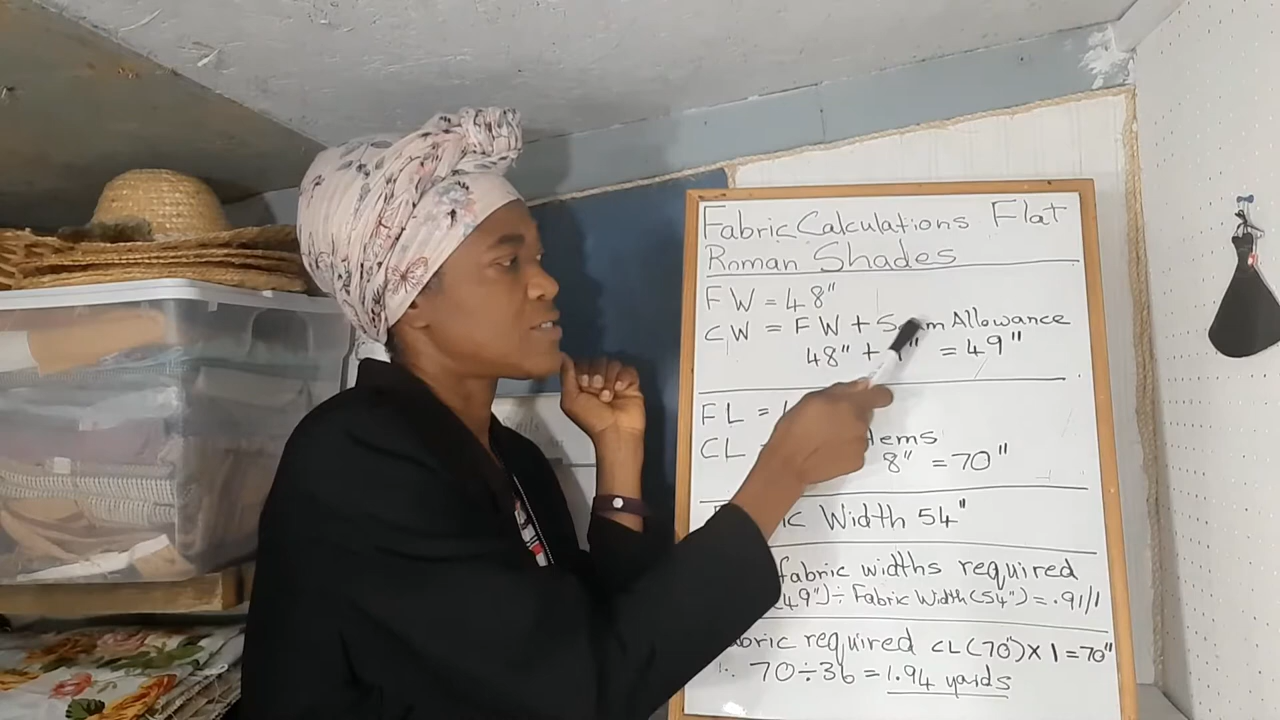 Fabric Calculations Flat
Roman Shades
FW = 48"
CW = FW + Seam Allowance
48" + 1" = 49"
FL =
CL = Hems
8" = 70"
Width 54"
fabric widths required
(49") ÷ Fabric Width (54") = .91/1
required CL (70") X 1 = 70"
70 ÷ 36 = 1.94 yards